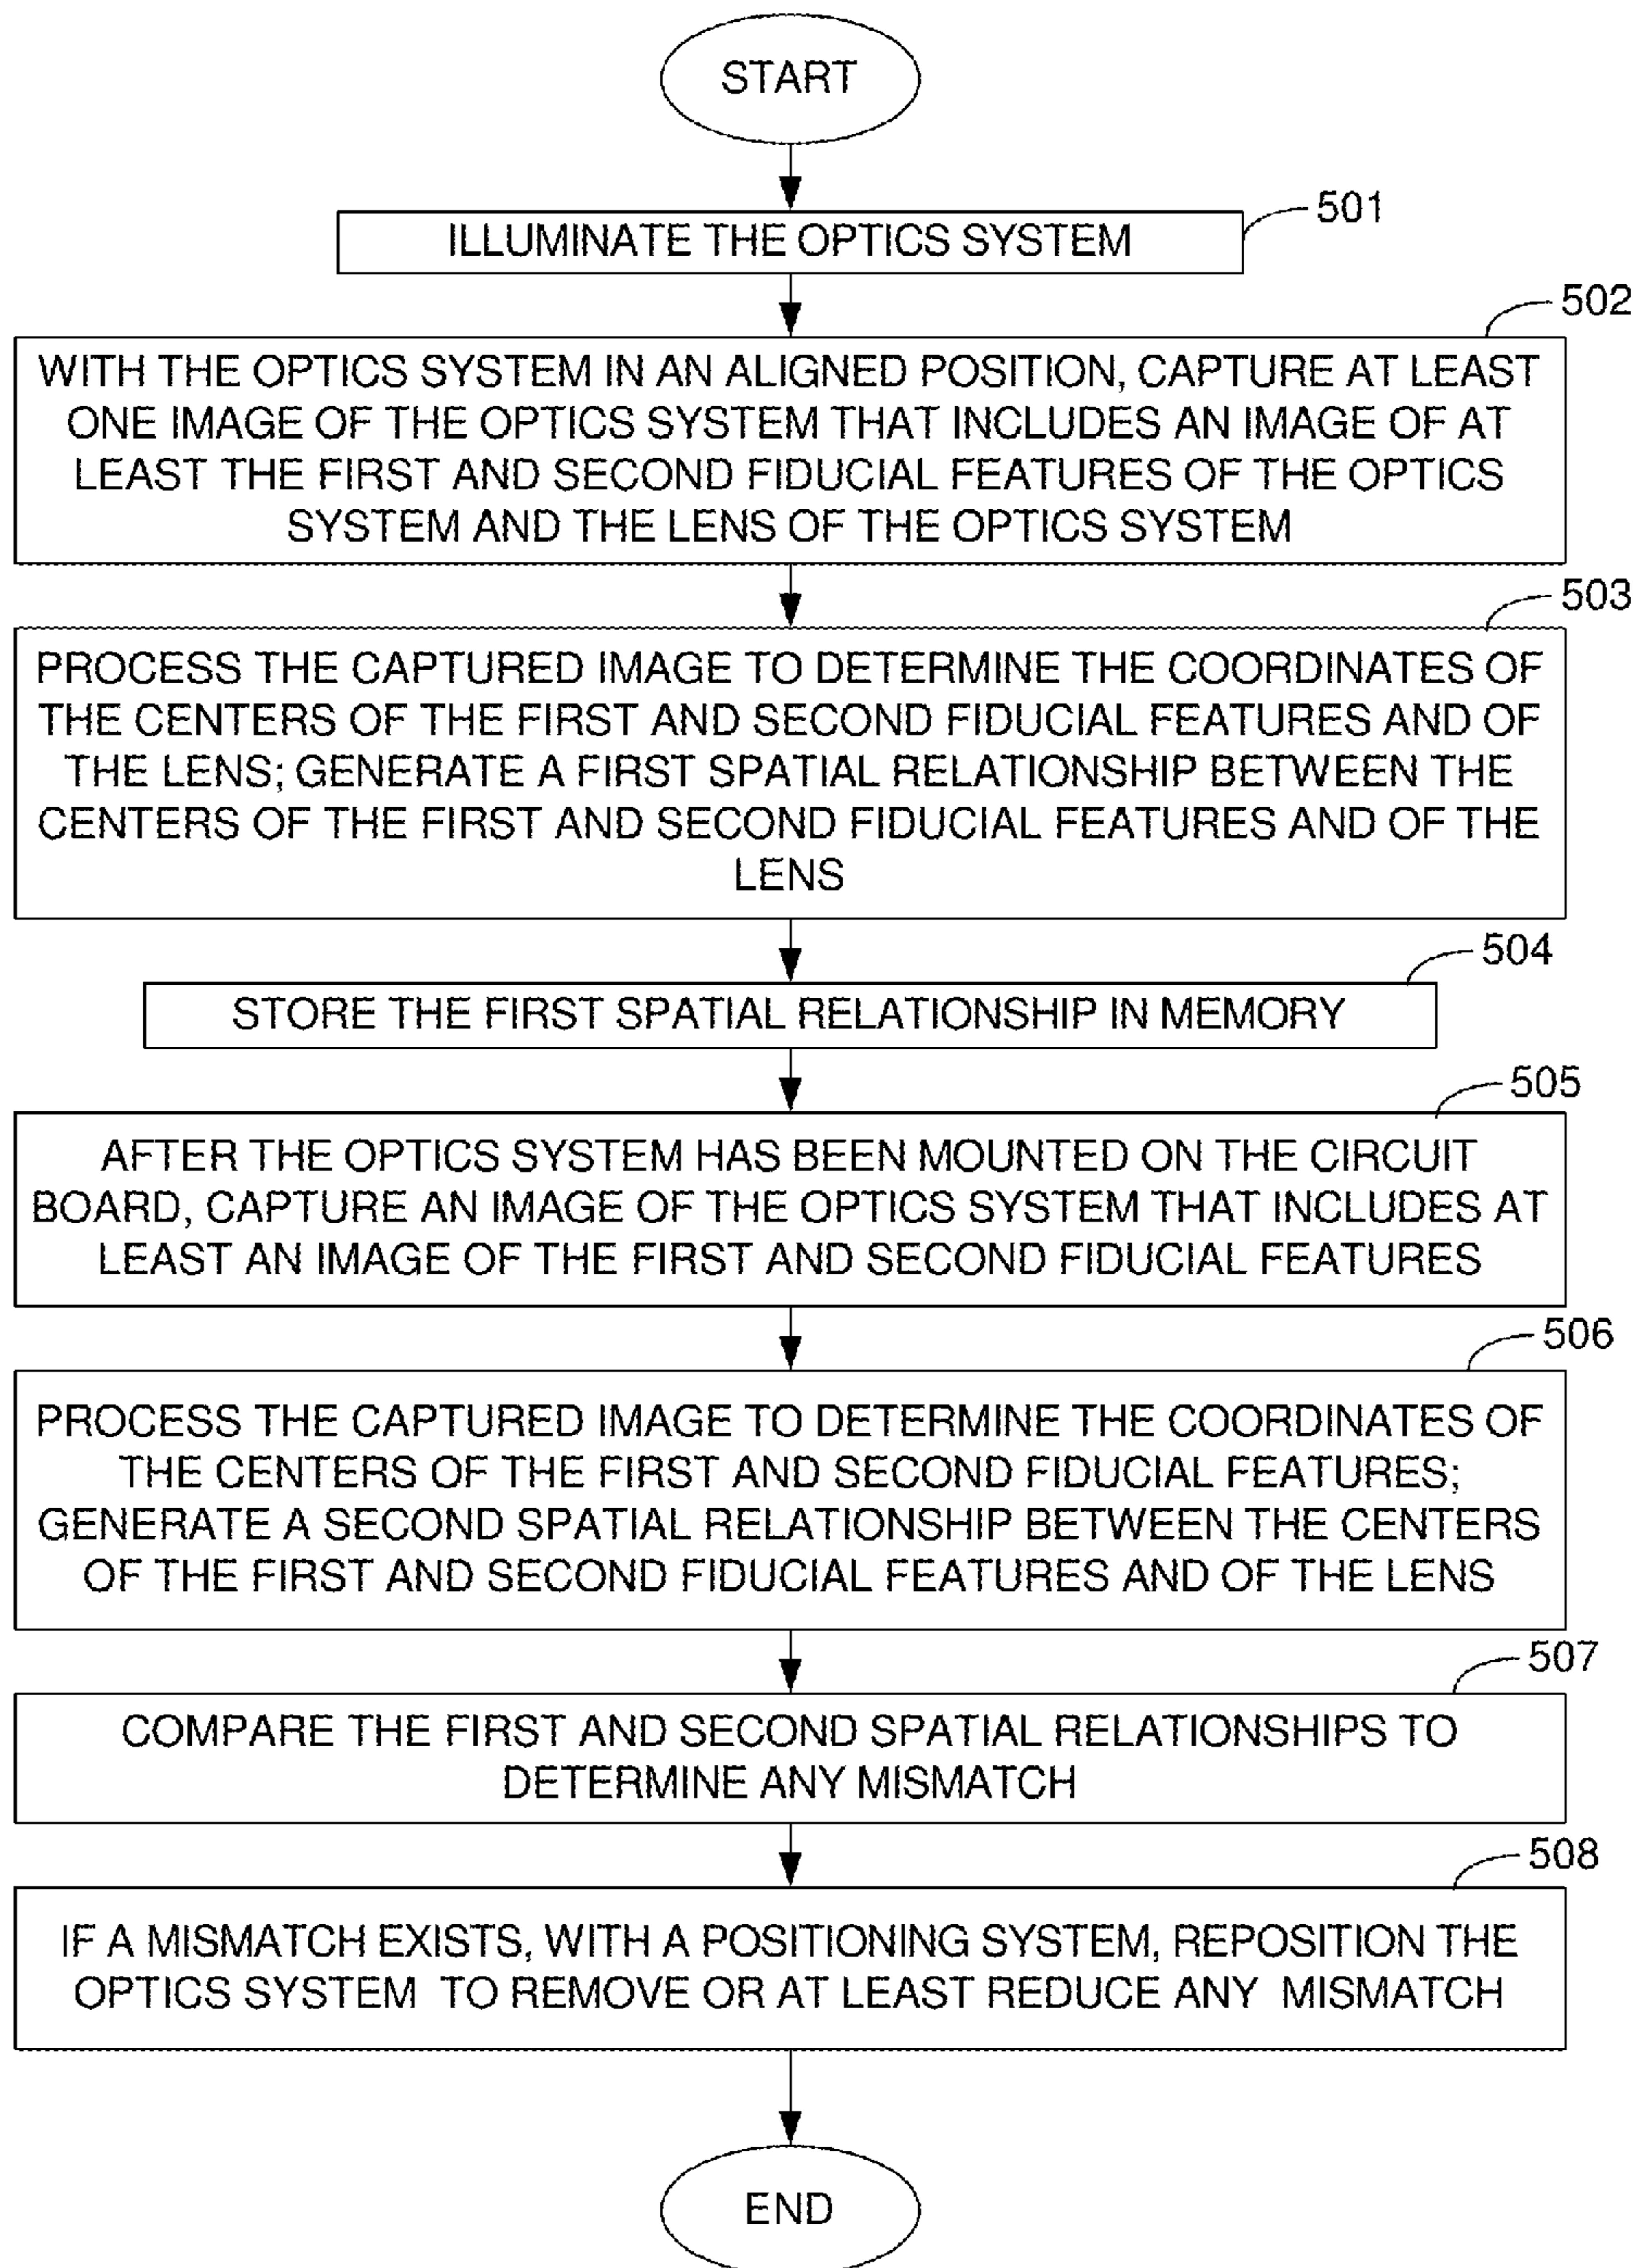 START
501
ILLUMINATE THE OPTICS SYSTEM
502
WITH THE OPTICS SYSTEM IN AN ALIGNED POSITION, CAPTURE AT LEAST
ONE IMAGE OF THE OPTICS SYSTEM THAT INCLUDES AN IMAGE OF AT
LEAST THE FIRST AND SECOND FIDUCIAL FEATURES OF THE OPTICS
SYSTEM AND THE LENS OF THE OPTICS SYSTEM
503
PROCESS THE CAPTURED IMAGE TO DETERMINE THE COORDINATES OF
THE CENTERS OF THE FIRST AND SECOND FIDUCIAL FEATURES AND OF
THE LENS; GENERATE A FIRST SPATIAL RELATIONSHIP BETWEEN THE
CENTERS OF THE FIRST AND SECOND FIDUCIAL FEATURES AND OF THE
LENS
504
STORE THE FIRST SPATIAL RELATIONSHIP IN MEMORY
505
AFTER THE OPTICS SYSTEM HAS BEEN MOUNTED ON THE CIRCUIT
BOARD, CAPTURE AN IMAGE OF THE OPTICS SYSTEM THAT INCLUDES AT
LEAST AN IMAGE OF THE FIRST AND SECOND FIDUCIAL FEATURES
506
PROCESS THE CAPTURED IMAGE TO DETERMINE THE COORDINATES OF
THE CENTERS OF THE FIRST AND SECOND FIDUCIAL FEATURES;
GENERATE A SECOND SPATIAL RELATIONSHIP BETWEEN THE CENTERS
OF THE FIRST AND SECOND FIDUCIAL FEATURES AND OF THE LENS
507
COMPARE THE FIRST AND SECOND SPATIAL RELATIONSHIPS TO
DETERMINE ANY MISMATCH
508
IF A MISMATCH EXISTS, WITH A POSITIONING SYSTEM, REPOSITION THE
OPTICS SYSTEM TO REMOVE OR AT LEAST REDUCE ANY MISMATCH
END